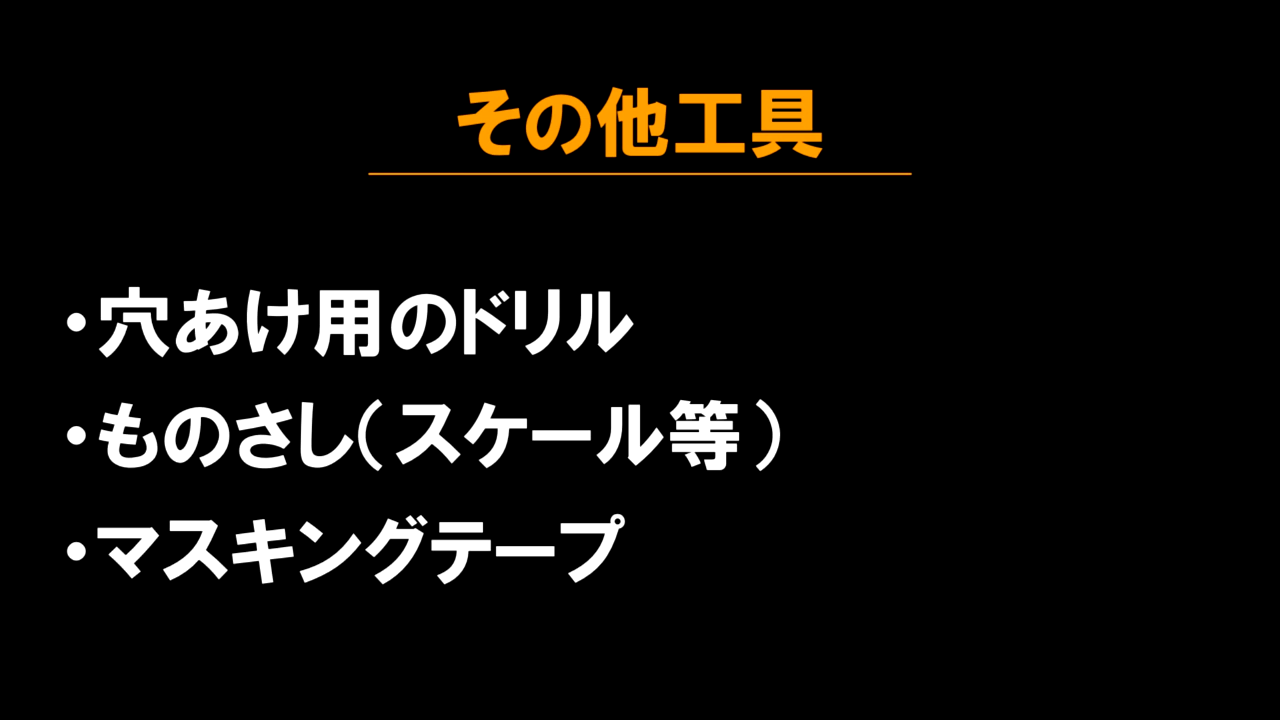 その他工具
・穴あけ用のドリル
・ものさし（スケール等）
・マスキングテープ